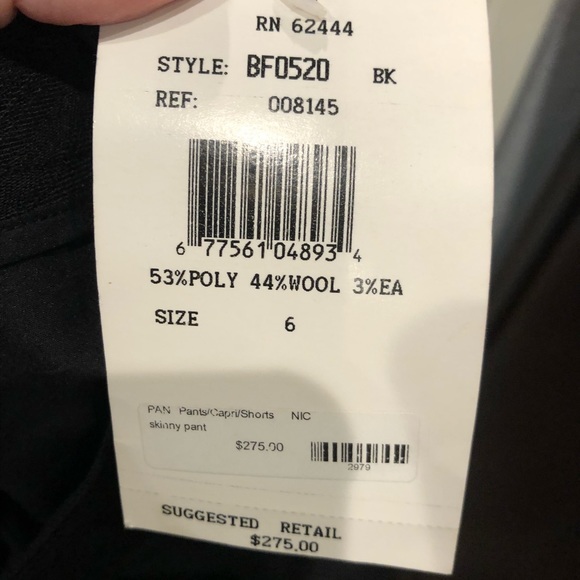 RN 62444
STYLE: BF0520 BK
REF: 008145
6 77561 04893 4
53%POLY 44%WOOL 3%EA
SIZE 6
PAN Pants/Capri/Shorts NIC
skinny pant
$275.00
2979
SUGGESTED RETAIL
$275.00